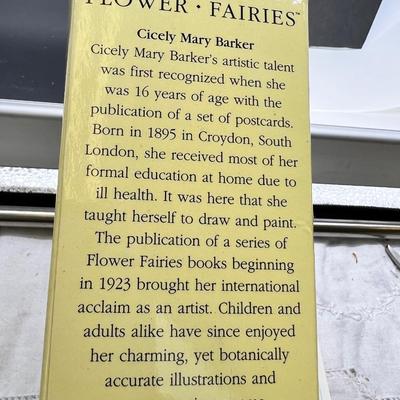 FLOWER · FAIRIES™
Cicely Mary Barker
Cicely Mary Barker's artistic talent
was first recognized when she
was 16 years of age with the
publication of a set of postcards.
Born in 1895 in Croydon, South
London, she received most of her
formal education at home due to
ill health. It was here that she
taught herself to draw and paint.
The publication of a series of
Flower Fairies books beginning
in 1923 brought her international
acclaim as an artist. Children and
adults alike have since enjoyed
her charming, yet botanically
accurate illustrations and